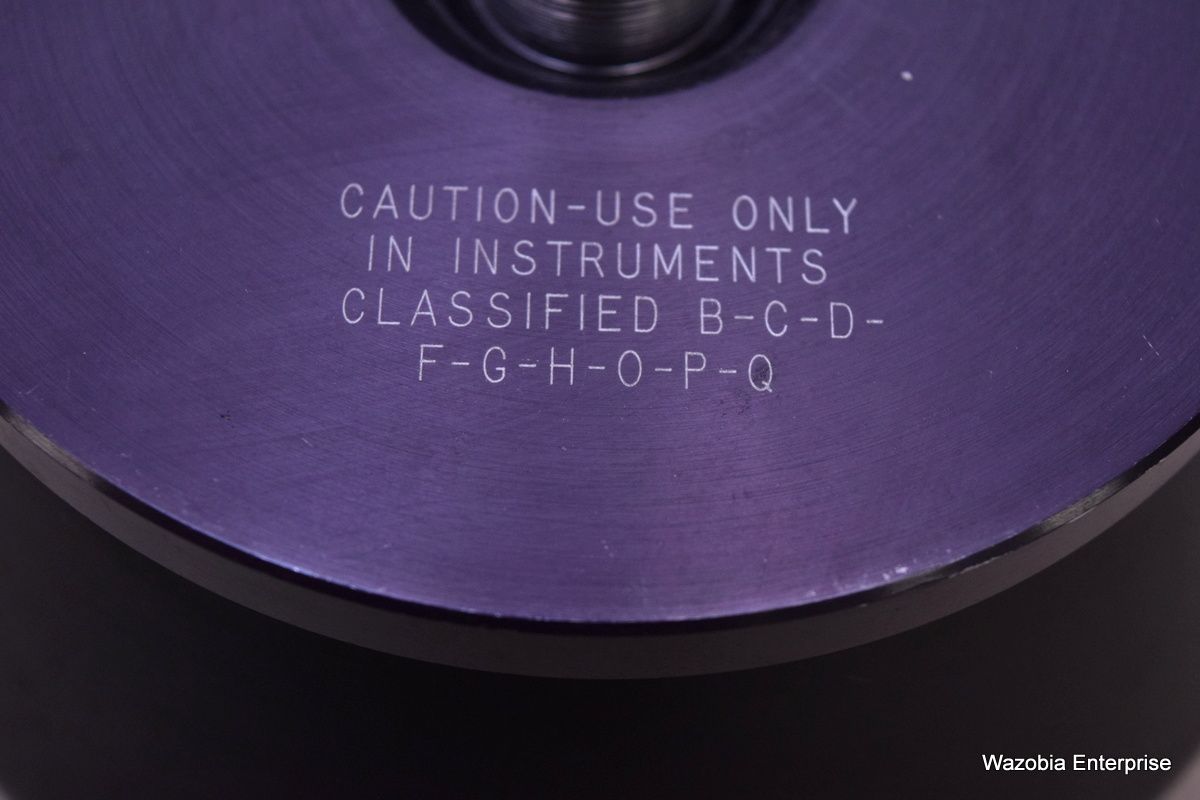 CAUTION-USE ONLY
IN INSTRUMENTS
CLASSIFIED B-C-D-
F-G-H-O-P-Q
Wazobia Enterprise